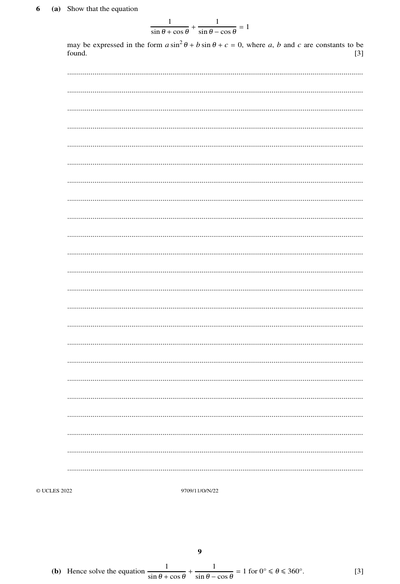 6 (a) Show that the equation
1/(sin θ + cos θ) + 1/(sin θ − cos θ) = 1
may be expressed in the form a sin² θ + b sin θ + c = 0, where a, b and c are constants to be
found. [3]
© UCLES 2022 9709/11/O/N/22
9
(b) Hence solve the equation 1/(sin θ + cos θ) + 1/(sin θ − cos θ) = 1 for 0° ⩽ θ ⩽ 360°. [3]